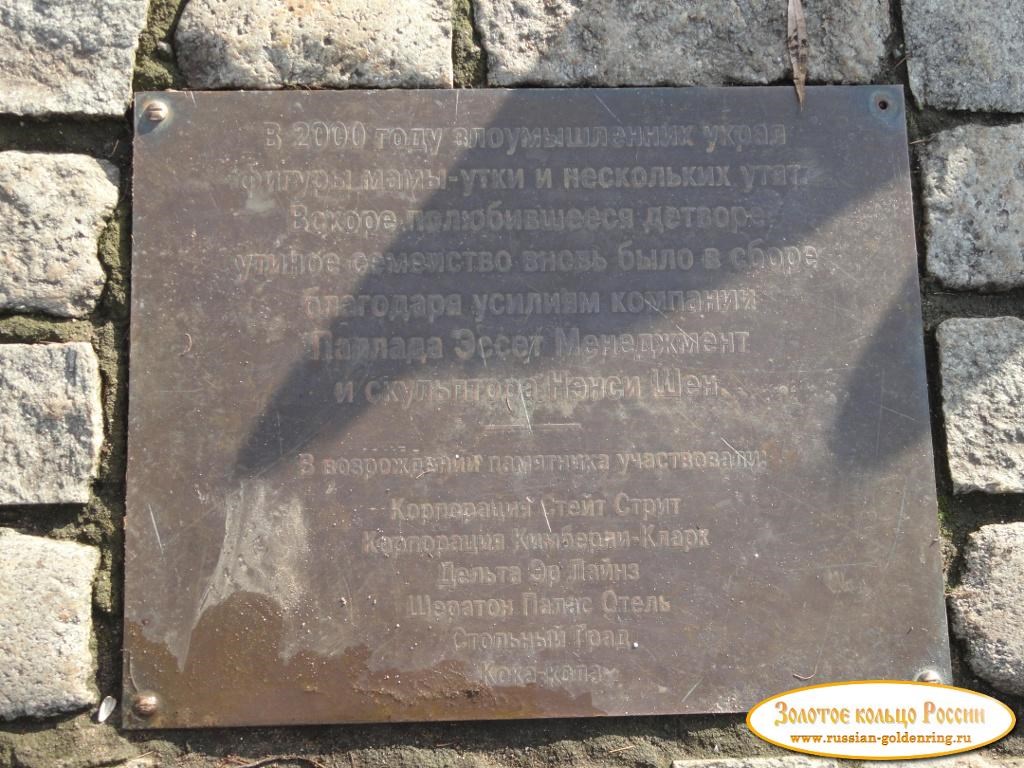 В 2000 году злоумышленник украл
фигуры мамы-утки и нескольких утят.
Вскоре полюбившееся детворе
утиное семейство вновь было в сборе
благодаря усилиям компании
Паллада Эссет Менеджмент
и скульптора Нэнси Шен.
В возрождении памятника участвовали:
Корпорация Стейт Стрит
Корпорация Кимберли-Кларк
Дельта Эр Лайнз
Шератон Палас Отель
Стольный Град
Кока-кола
Золотое кольцо России
www.russian-goldenring.ru